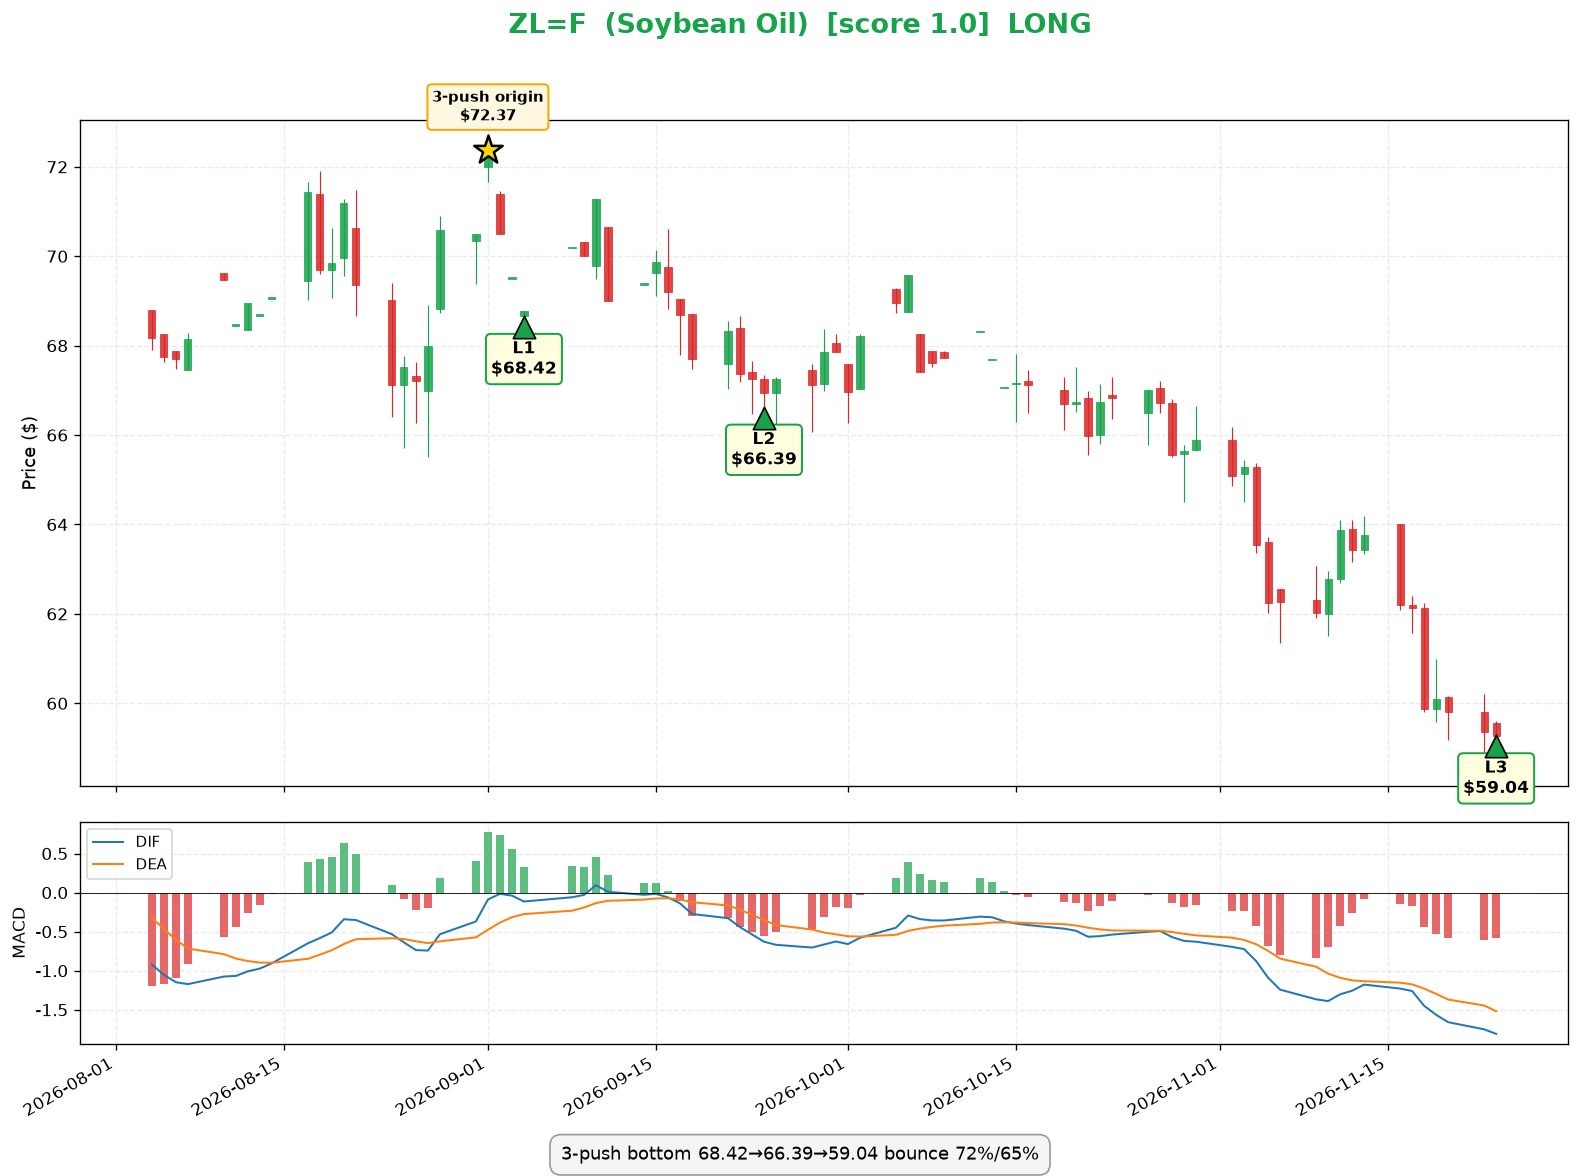 ZL=F (Soybean Oil) [score 1.0] LONG
3-push origin
$72.37
72
70
68
66
64
62
60
Price ($)
L1
$68.42
L2
$66.39
L3
$59.04
DIF
DEA
0.5
0.0
-0.5
-1.0
-1.5
MACD
2026-08-01
2026-08-15
2026-09-01
2026-09-15
2026-10-01
2026-10-15
2026-11-01
2026-11-15
3-push bottom 68.42→66.39→59.04 bounce 72%/65%